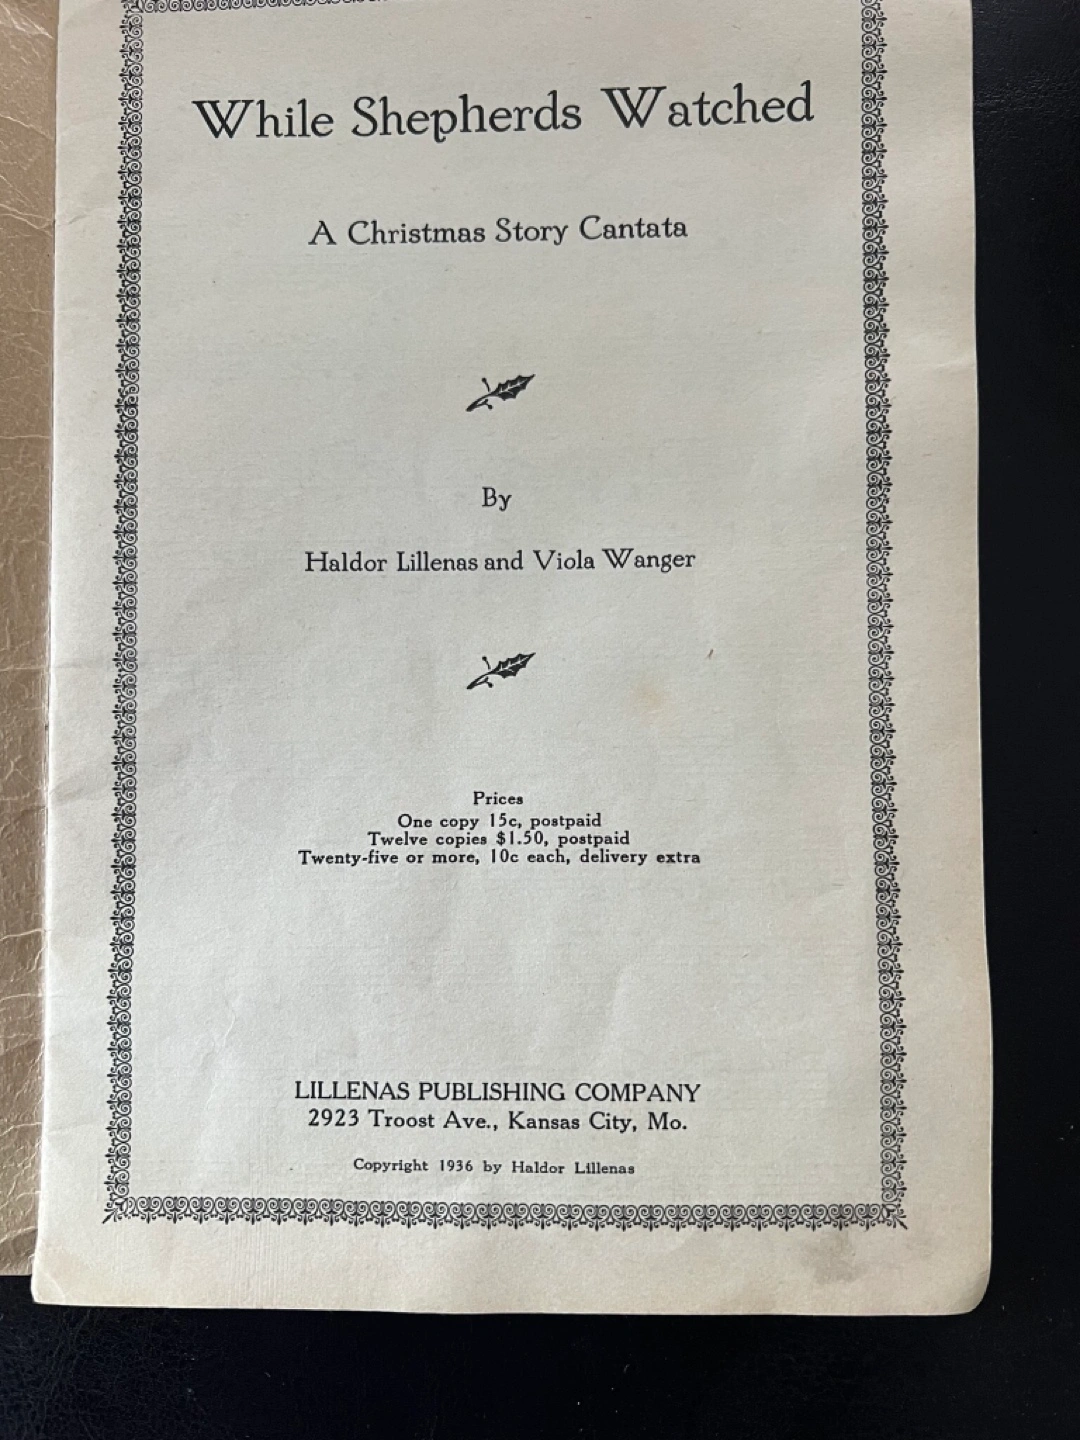 While Shepherds Watched
A Christmas Story Cantata
By
Haldor Lillenas and Viola Wanger
Prices
One copy 15c, postpaid
Twelve copies $1.50, postpaid
Twenty-five or more, 10c each, delivery extra
LILLENAS PUBLISHING COMPANY
2923 Troost Ave., Kansas City, Mo.
Copyright 1936 by Haldor Lillenas